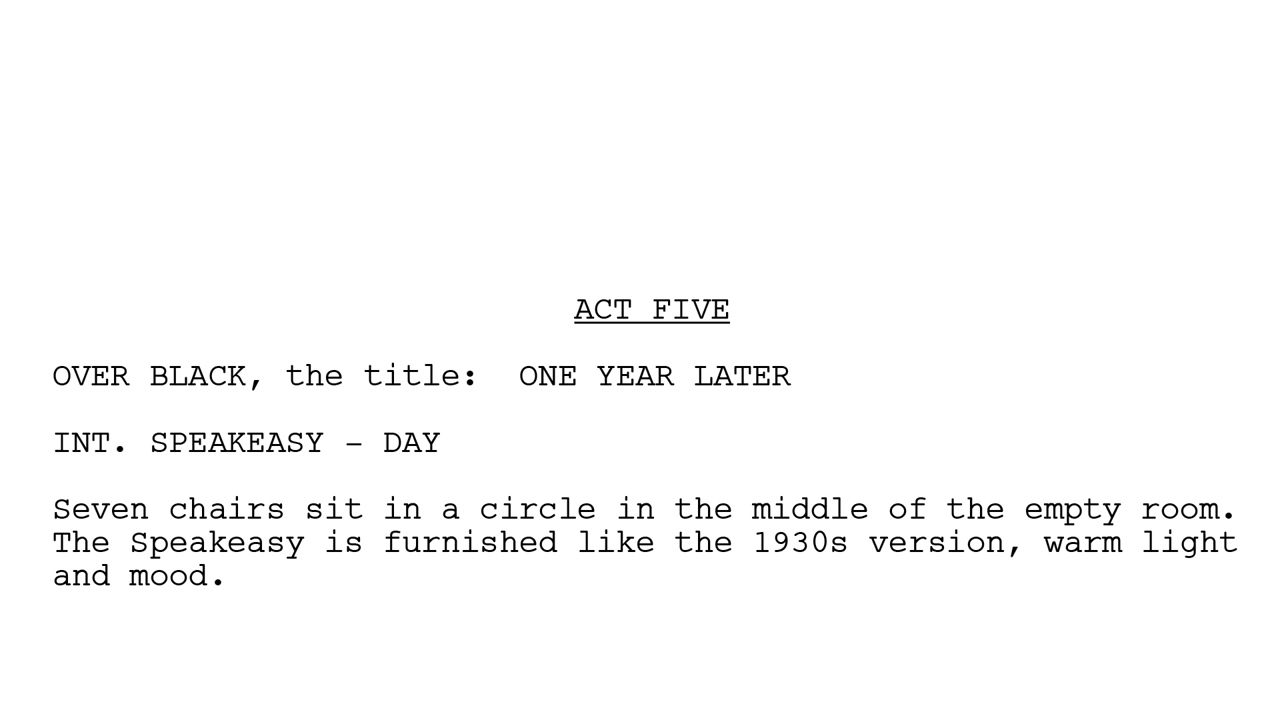 ACT FIVE
OVER BLACK, the title:  ONE YEAR LATER
INT. SPEAKEASY – DAY
Seven chairs sit in a circle in the middle of the empty room.
The Speakeasy is furnished like the 1930s version, warm light
and mood.